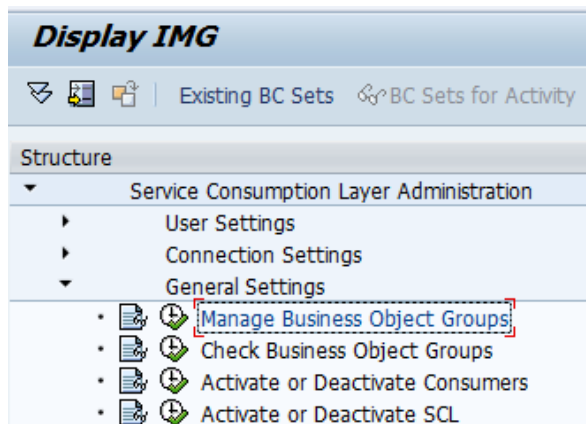 Display IMG
Existing BC Sets BC Sets for Activity
Structure
Service Consumption Layer Administration
User Settings
Connection Settings
General Settings
Manage Business Object Groups
Check Business Object Groups
Activate or Deactivate Consumers
Activate or Deactivate SCL